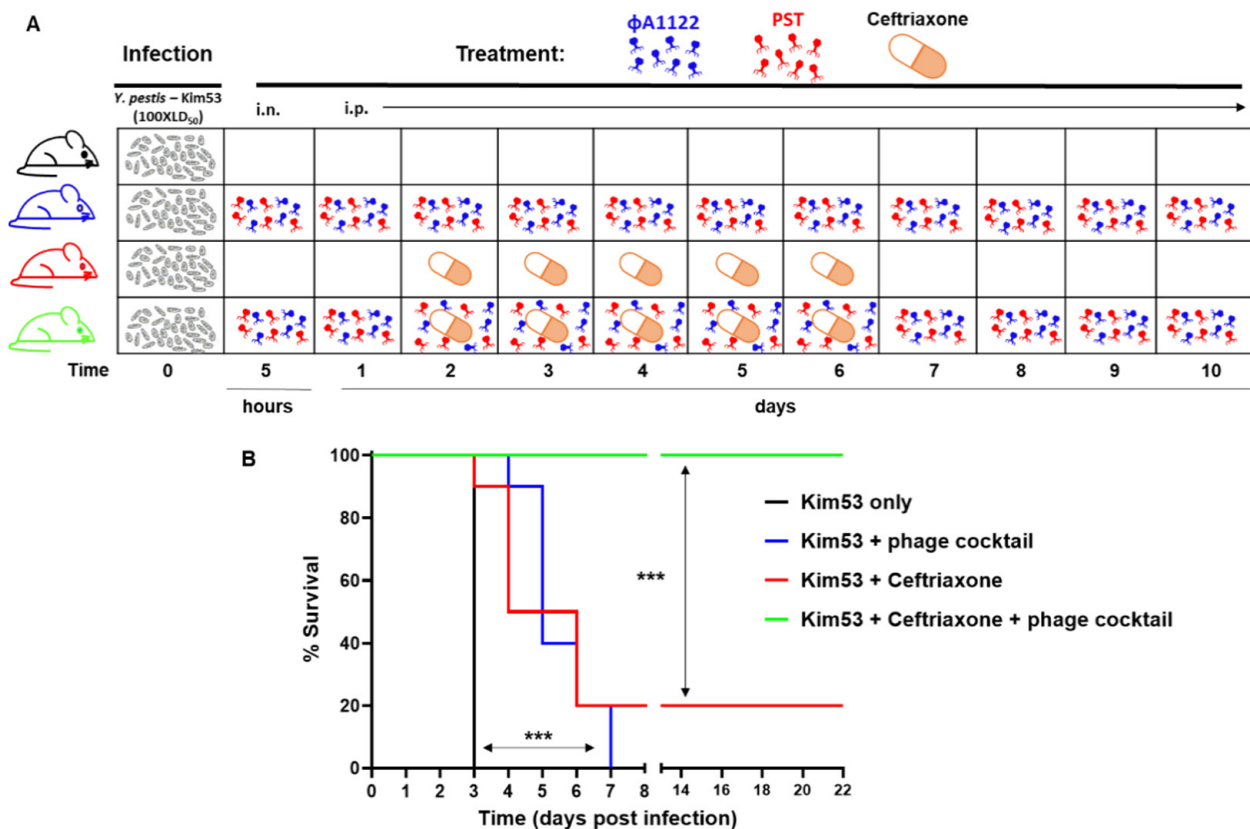 A
Infection
Treatment:
ϕA1122
PST
Ceftriaxone
Y. pestis – Kim53
(100XLD50)
i.n.
i.p.
Time
0
5
1
2
3
4
5
6
7
8
9
10
hours
days
B
% Survival
100
80
60
40
20
0
***
***
0 1 2 3 4 5 6 7 8 14 16 18 20 22
Time (days post infection)
Kim53 only
Kim53 + phage cocktail
Kim53 + Ceftriaxone
Kim53 + Ceftriaxone + phage cocktail